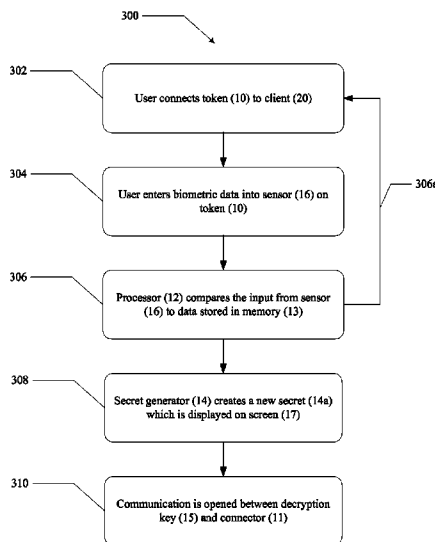 300
302
User connects token (10) to client (20)
304
User enters biometric data into sensor (16) on
token (10)
306e
306
Processor (12) compares the input from sensor
(16) to data stored in memory (13)
308
Secret generator (14) creates a new secret (14a)
which is displayed on screen (17)
310
Communication is opened between decryption
key (15) and connector (11)